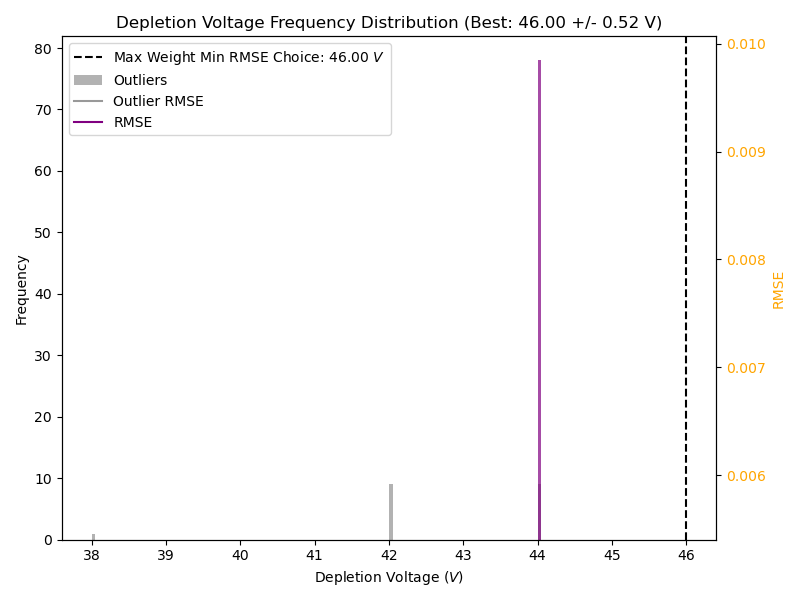 Depletion Voltage Frequency Distribution (Best: 46.00 +/- 0.52 V)
Max Weight Min RMSE Choice: 46.00 V
Outliers
Outlier RMSE
RMSE
80
70
60
50
40
30
20
10
0
Frequency
0.010
0.009
0.008
0.007
0.006
RMSE
38 39 40 41 42 43 44 45 46
Depletion Voltage (V)